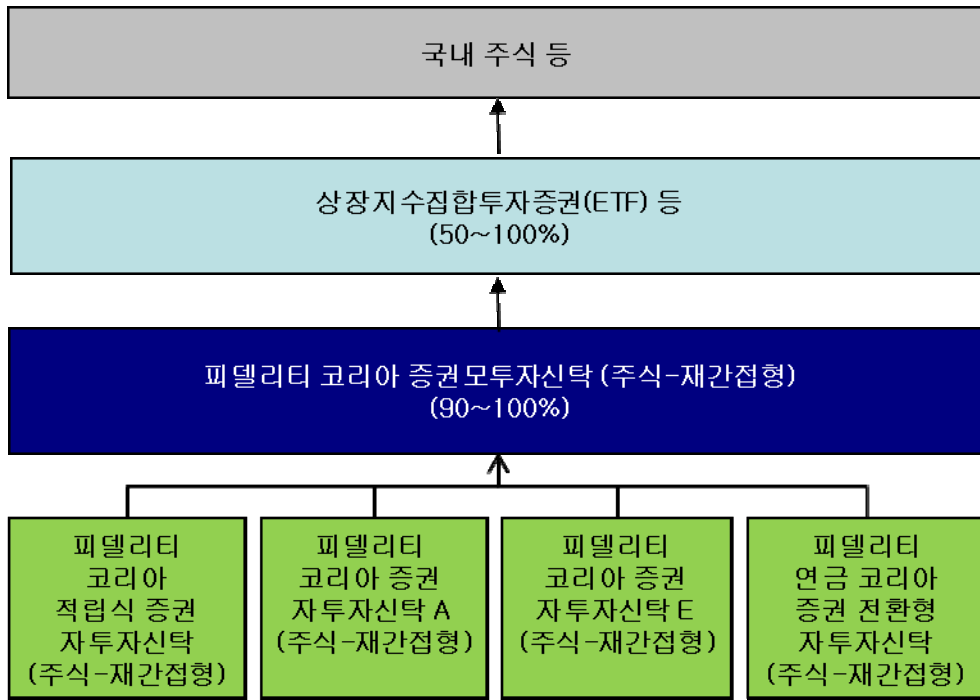 국내 주식 등
상장지수집합투자증권(ETF) 등
(50~100%)
피델리티 코리아 증권모투자신탁 (주식-재간접형)
(90~100%)
피델리티
코리아
적립식 증권
자투자신탁
(주식-재간접형)
피델리티
코리아 증권
자투자신탁 A
(주식-재간접형)
피델리티
코리아 증권
자투자신탁 E
(주식-재간접형)
피델리티
연금 코리아
증권 전환형
자투자신탁
(주식-재간접형)